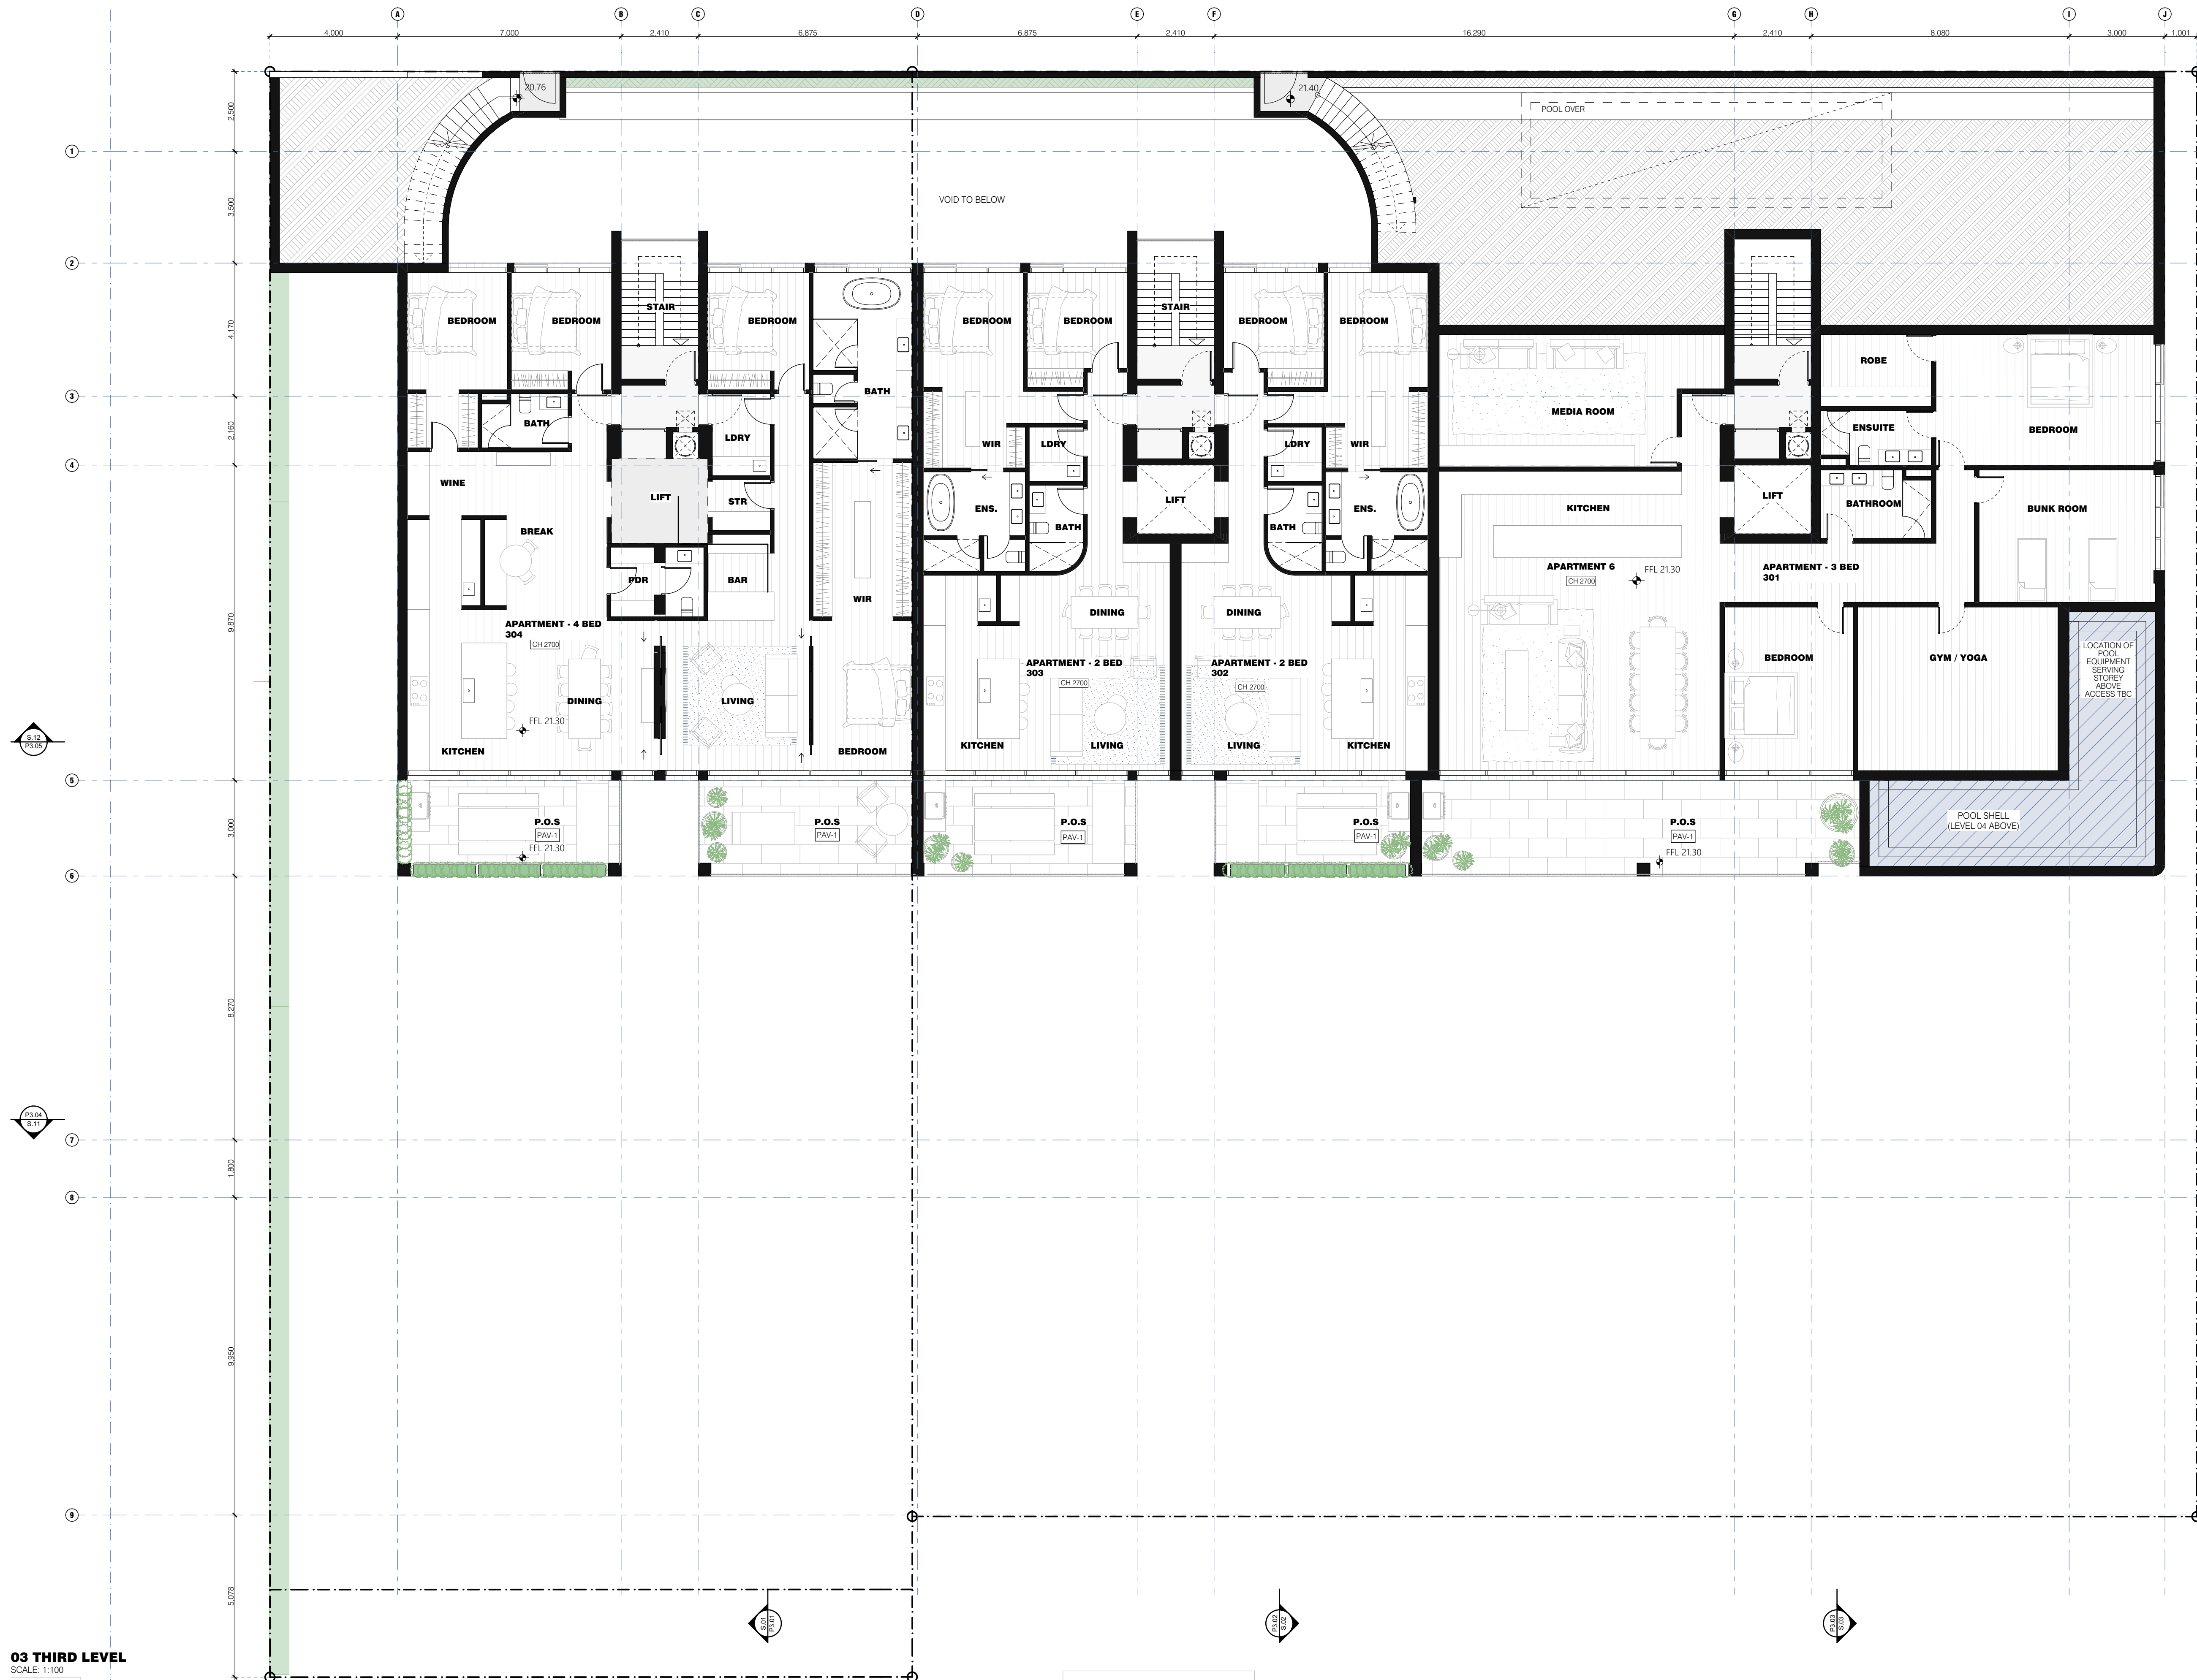 A B C D E F G H I J
4.000 7.000 2.410 6.875 6.875 2.410 16.290 2.410 8.080 3.000 1.001
20.76
21.40
POOL OVER
2.500
1
3.500
VOID TO BELOW
2
4.170
STAIR
STAIR
BEDROOM
BEDROOM
BEDROOM
BEDROOM
BEDROOM
BEDROOM
BEDROOM
ROBE
BATH
3
MEDIA ROOM
BATH
2.160
LDRY
WIR
LDRY
LDRY
WIR
ENSUITE
BEDROOM
4
WINE
LIFT
STR
LIFT
LIFT
BREAK
ENS.
BATH
BATH
ENS.
KITCHEN
BATHROOM
BUNK ROOM
PDR
BAR
WIR
APARTMENT 6
CH 2700
FFL 21.30
APARTMENT - 3 BED
301
9.870
APARTMENT - 4 BED
304
CH 2700
DINING
DINING
APARTMENT - 2 BED
303
CH 2700
APARTMENT - 2 BED
302
CH 2700
BEDROOM
GYM / YOGA
LOCATION OF
POOL
EQUIPMENT
SERVING
STOREY
ABOVE
ACCESS TBC
DINING
LIVING
FFL 21.30
S.12
P3.05
KITCHEN
BEDROOM
KITCHEN
LIVING
LIVING
KITCHEN
5
3.000
P.O.S
PAV-1
FFL 21.30
P.O.S
PAV-1
P.O.S
PAV-1
P.O.S
PAV-1
P.O.S
PAV-1
FFL 21.30
POOL SHELL
(LEVEL 04 ABOVE)
6
8.270
P3.04
S.11
7
1.800
8
9.950
9
5.078
S.01
P3.01
P3.02
S.02
P3.03
S.03
03 THIRD LEVEL
SCALE: 1:100